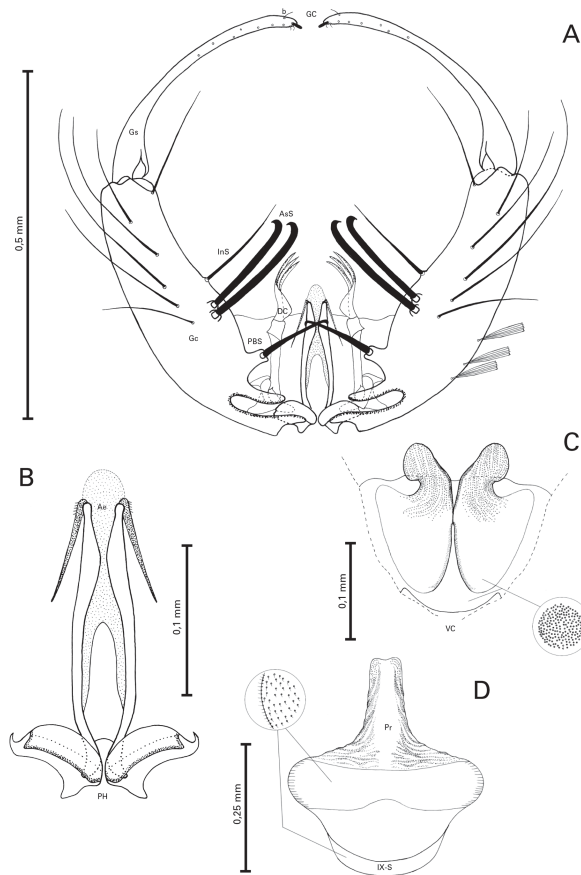 A
b
GC
Gs
0,5 mm
AsS
InS
DC
Gc
PBS
B
Ae
0,1 mm
PH
C
0,1 mm
VC
D
Pr
0,25 mm
IX-S